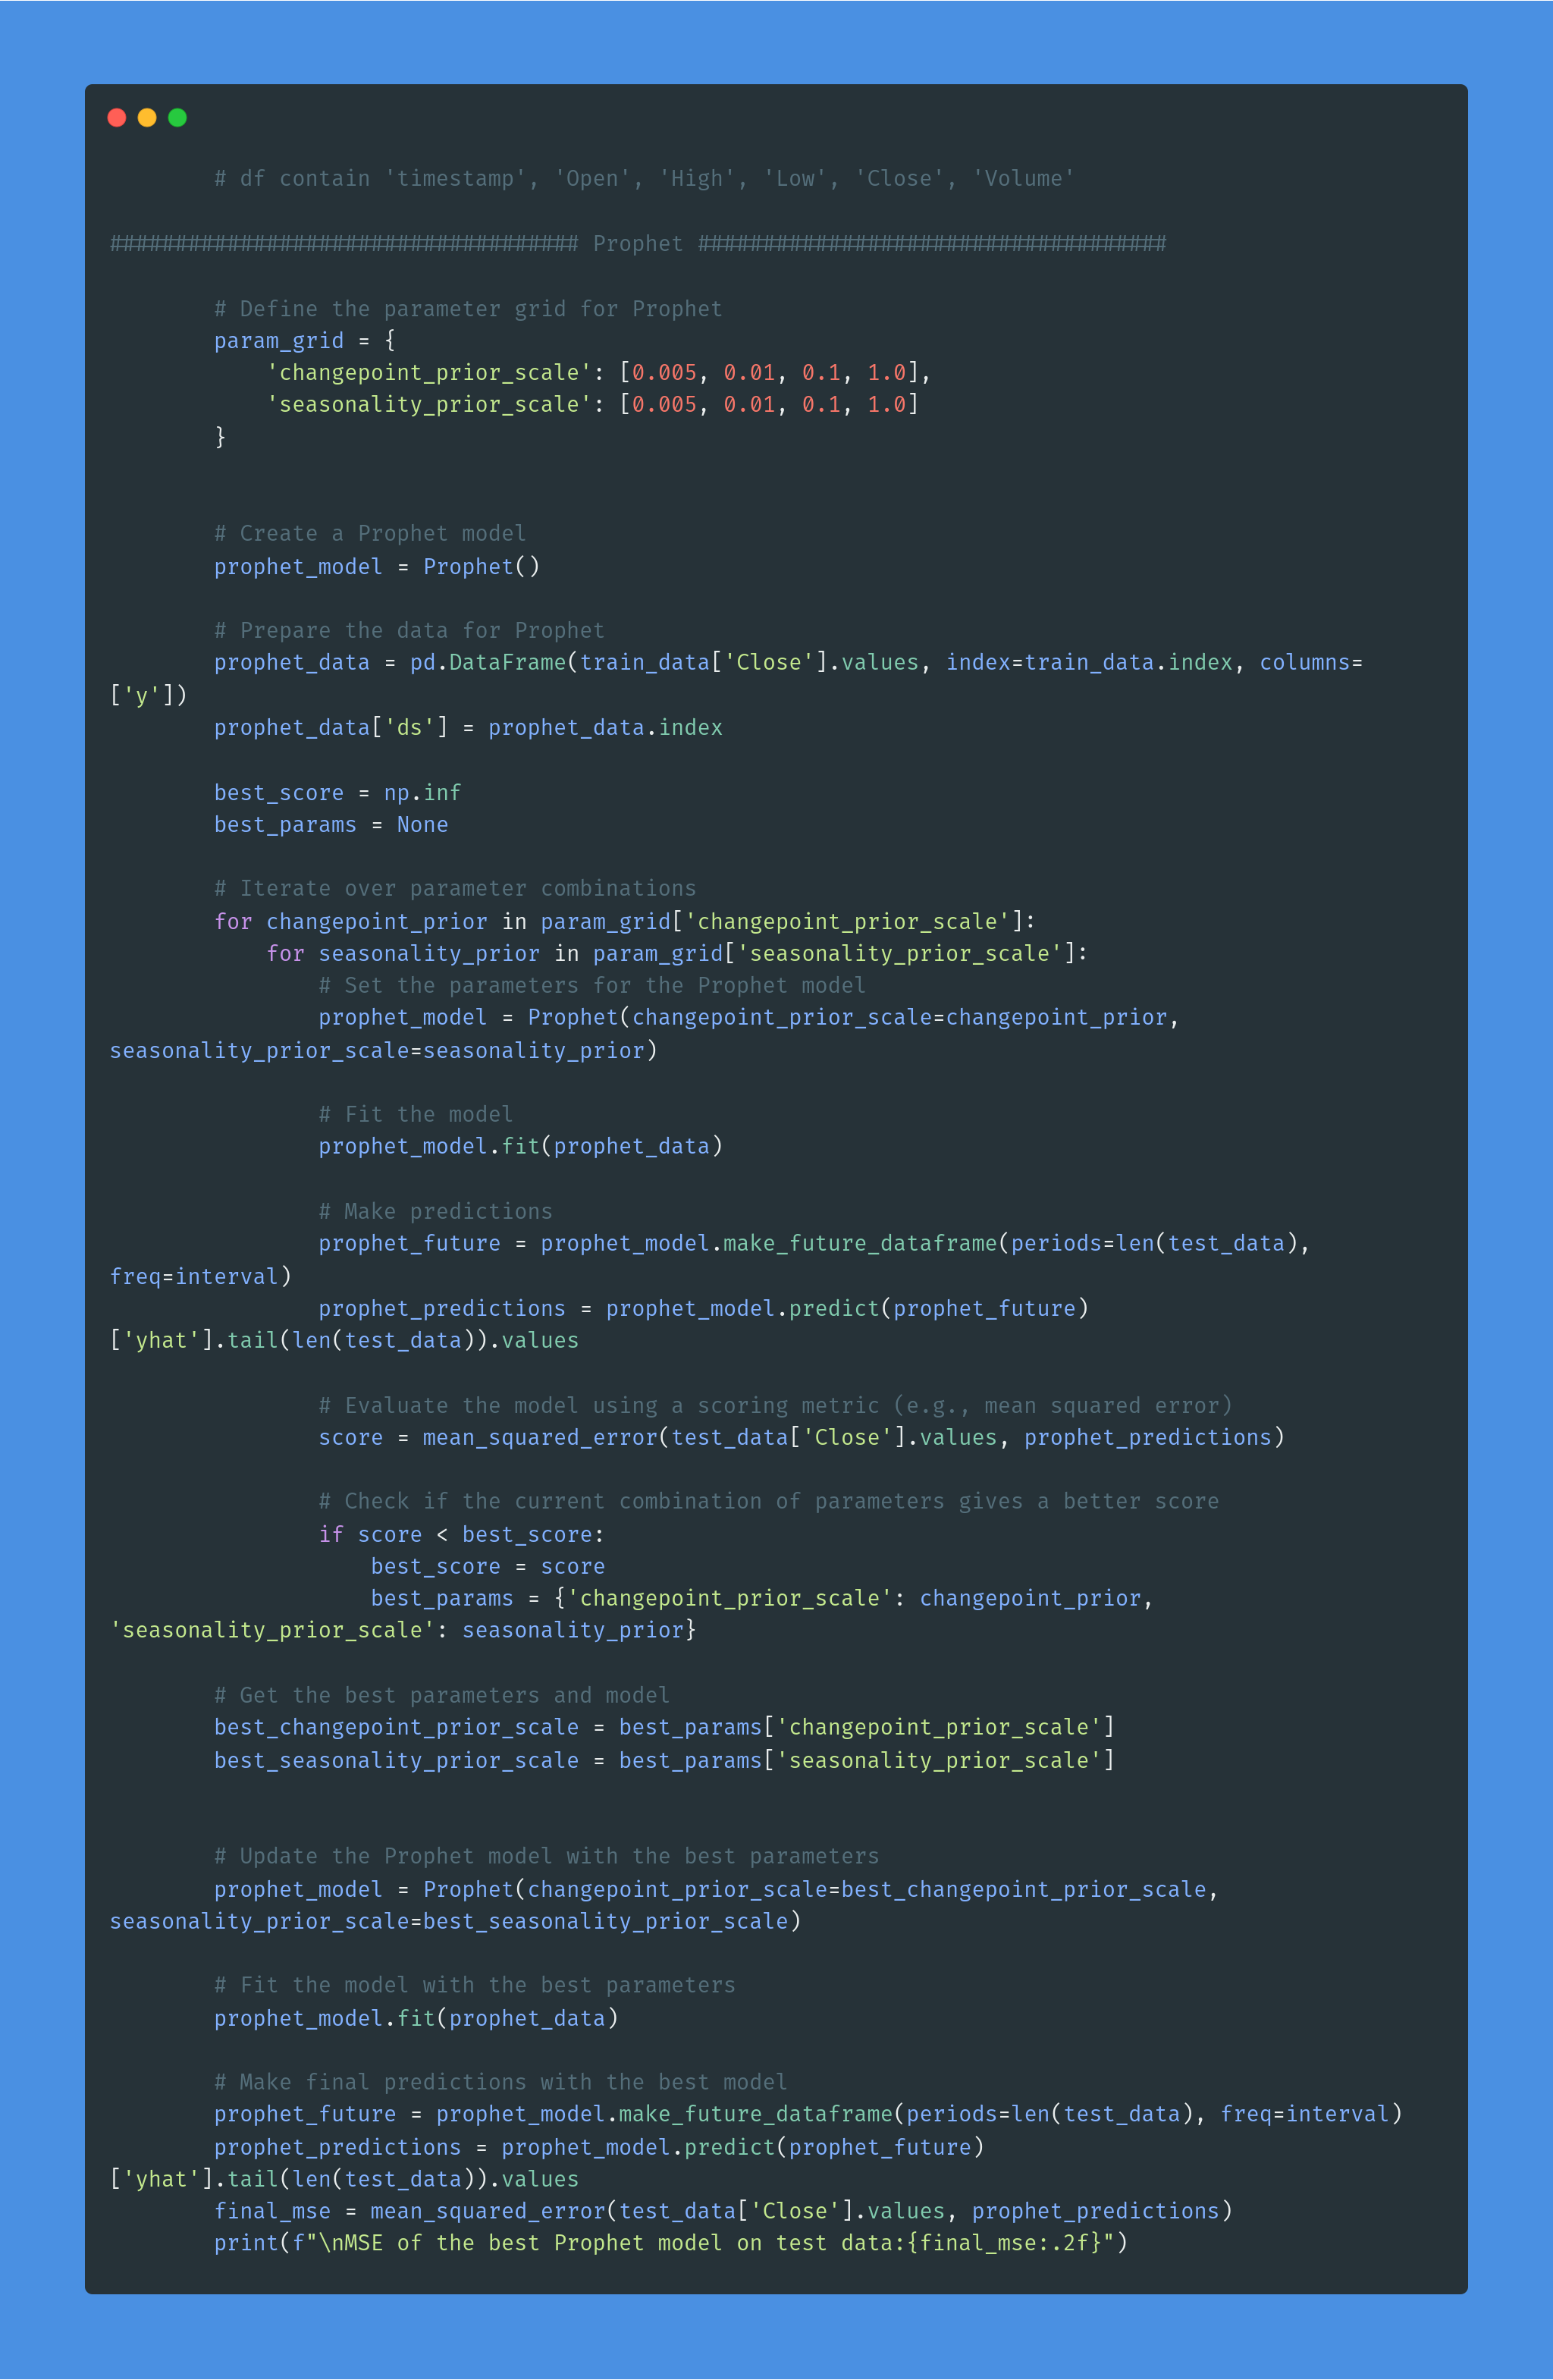 # df contain 'timestamp', 'Open', 'High', 'Low', 'Close', 'Volume'
#################################### Prophet ####################################
# Define the parameter grid for Prophet
param_grid = {
'changepoint_prior_scale': [0.005, 0.01, 0.1, 1.0],
'seasonality_prior_scale': [0.005, 0.01, 0.1, 1.0]
}
# Create a Prophet model
prophet_model = Prophet()
# Prepare the data for Prophet
prophet_data = pd.DataFrame(train_data['Close'].values, index=train_data.index, columns=
['y'])
prophet_data['ds'] = prophet_data.index
best_score = np.inf
best_params = None
# Iterate over parameter combinations
for changepoint_prior in param_grid['changepoint_prior_scale']:
for seasonality_prior in param_grid['seasonality_prior_scale']:
# Set the parameters for the Prophet model
prophet_model = Prophet(changepoint_prior_scale=changepoint_prior,
seasonality_prior_scale=seasonality_prior)
# Fit the model
prophet_model.fit(prophet_data)
# Make predictions
prophet_future = prophet_model.make_future_dataframe(periods=len(test_data),
freq=interval)
prophet_predictions = prophet_model.predict(prophet_future)
['yhat'].tail(len(test_data)).values
# Evaluate the model using a scoring metric (e.g., mean squared error)
score = mean_squared_error(test_data['Close'].values, prophet_predictions)
# Check if the current combination of parameters gives a better score
if score < best_score:
best_score = score
best_params = {'changepoint_prior_scale': changepoint_prior,
'seasonality_prior_scale': seasonality_prior}
# Get the best parameters and model
best_changepoint_prior_scale = best_params['changepoint_prior_scale']
best_seasonality_prior_scale = best_params['seasonality_prior_scale']
# Update the Prophet model with the best parameters
prophet_model = Prophet(changepoint_prior_scale=best_changepoint_prior_scale,
seasonality_prior_scale=best_seasonality_prior_scale)
# Fit the model with the best parameters
prophet_model.fit(prophet_data)
# Make final predictions with the best model
prophet_future = prophet_model.make_future_dataframe(periods=len(test_data), freq=interval)
prophet_predictions = prophet_model.predict(prophet_future)
['yhat'].tail(len(test_data)).values
final_mse = mean_squared_error(test_data['Close'].values, prophet_predictions)
print(f"\nMSE of the best Prophet model on test data:{final_mse:.2f}")